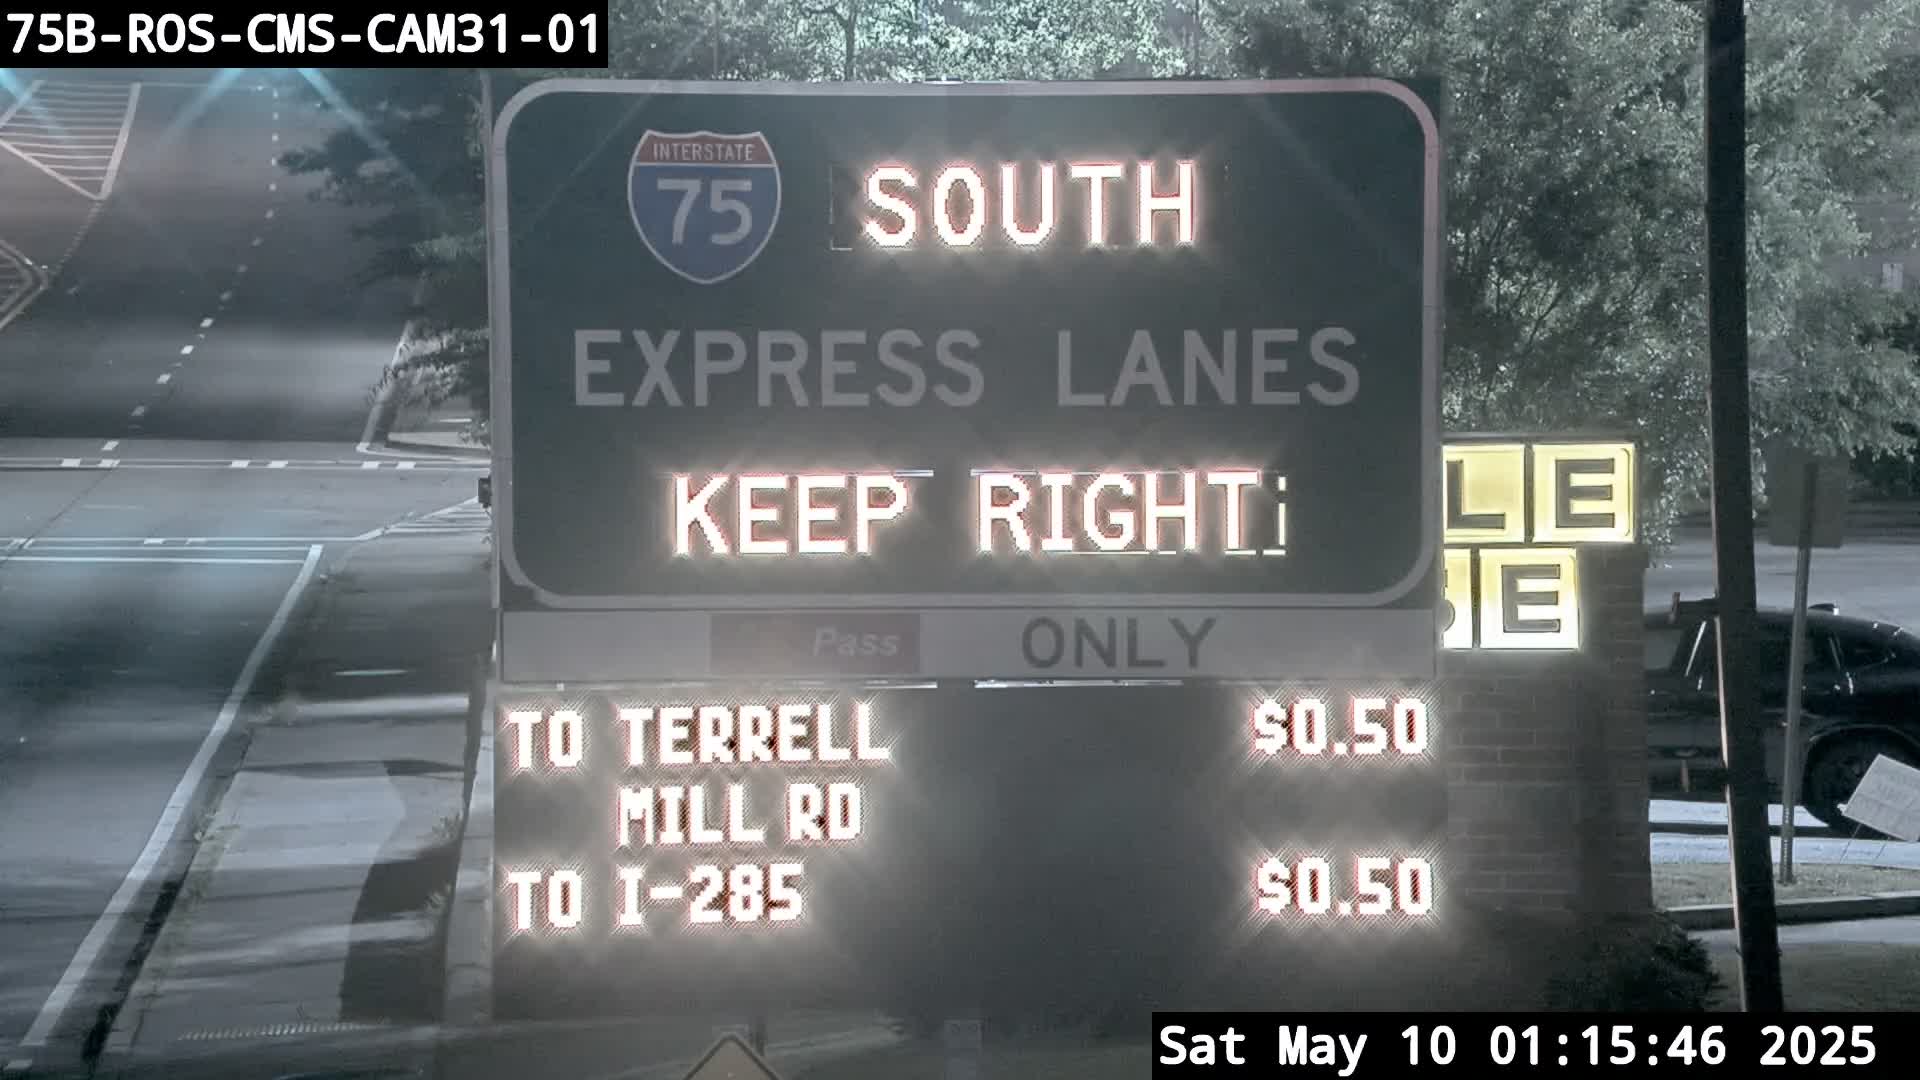 75B-ROS-CMS-CAM31-01
INTERSTATE
75
SOUTH
EXPRESS LANES
KEEP RIGHT
Pass ONLY
TO TERRELL $0.50
MILL RD
TO I-285 $0.50
LE
E
Sat May 10 01:15:46 2025